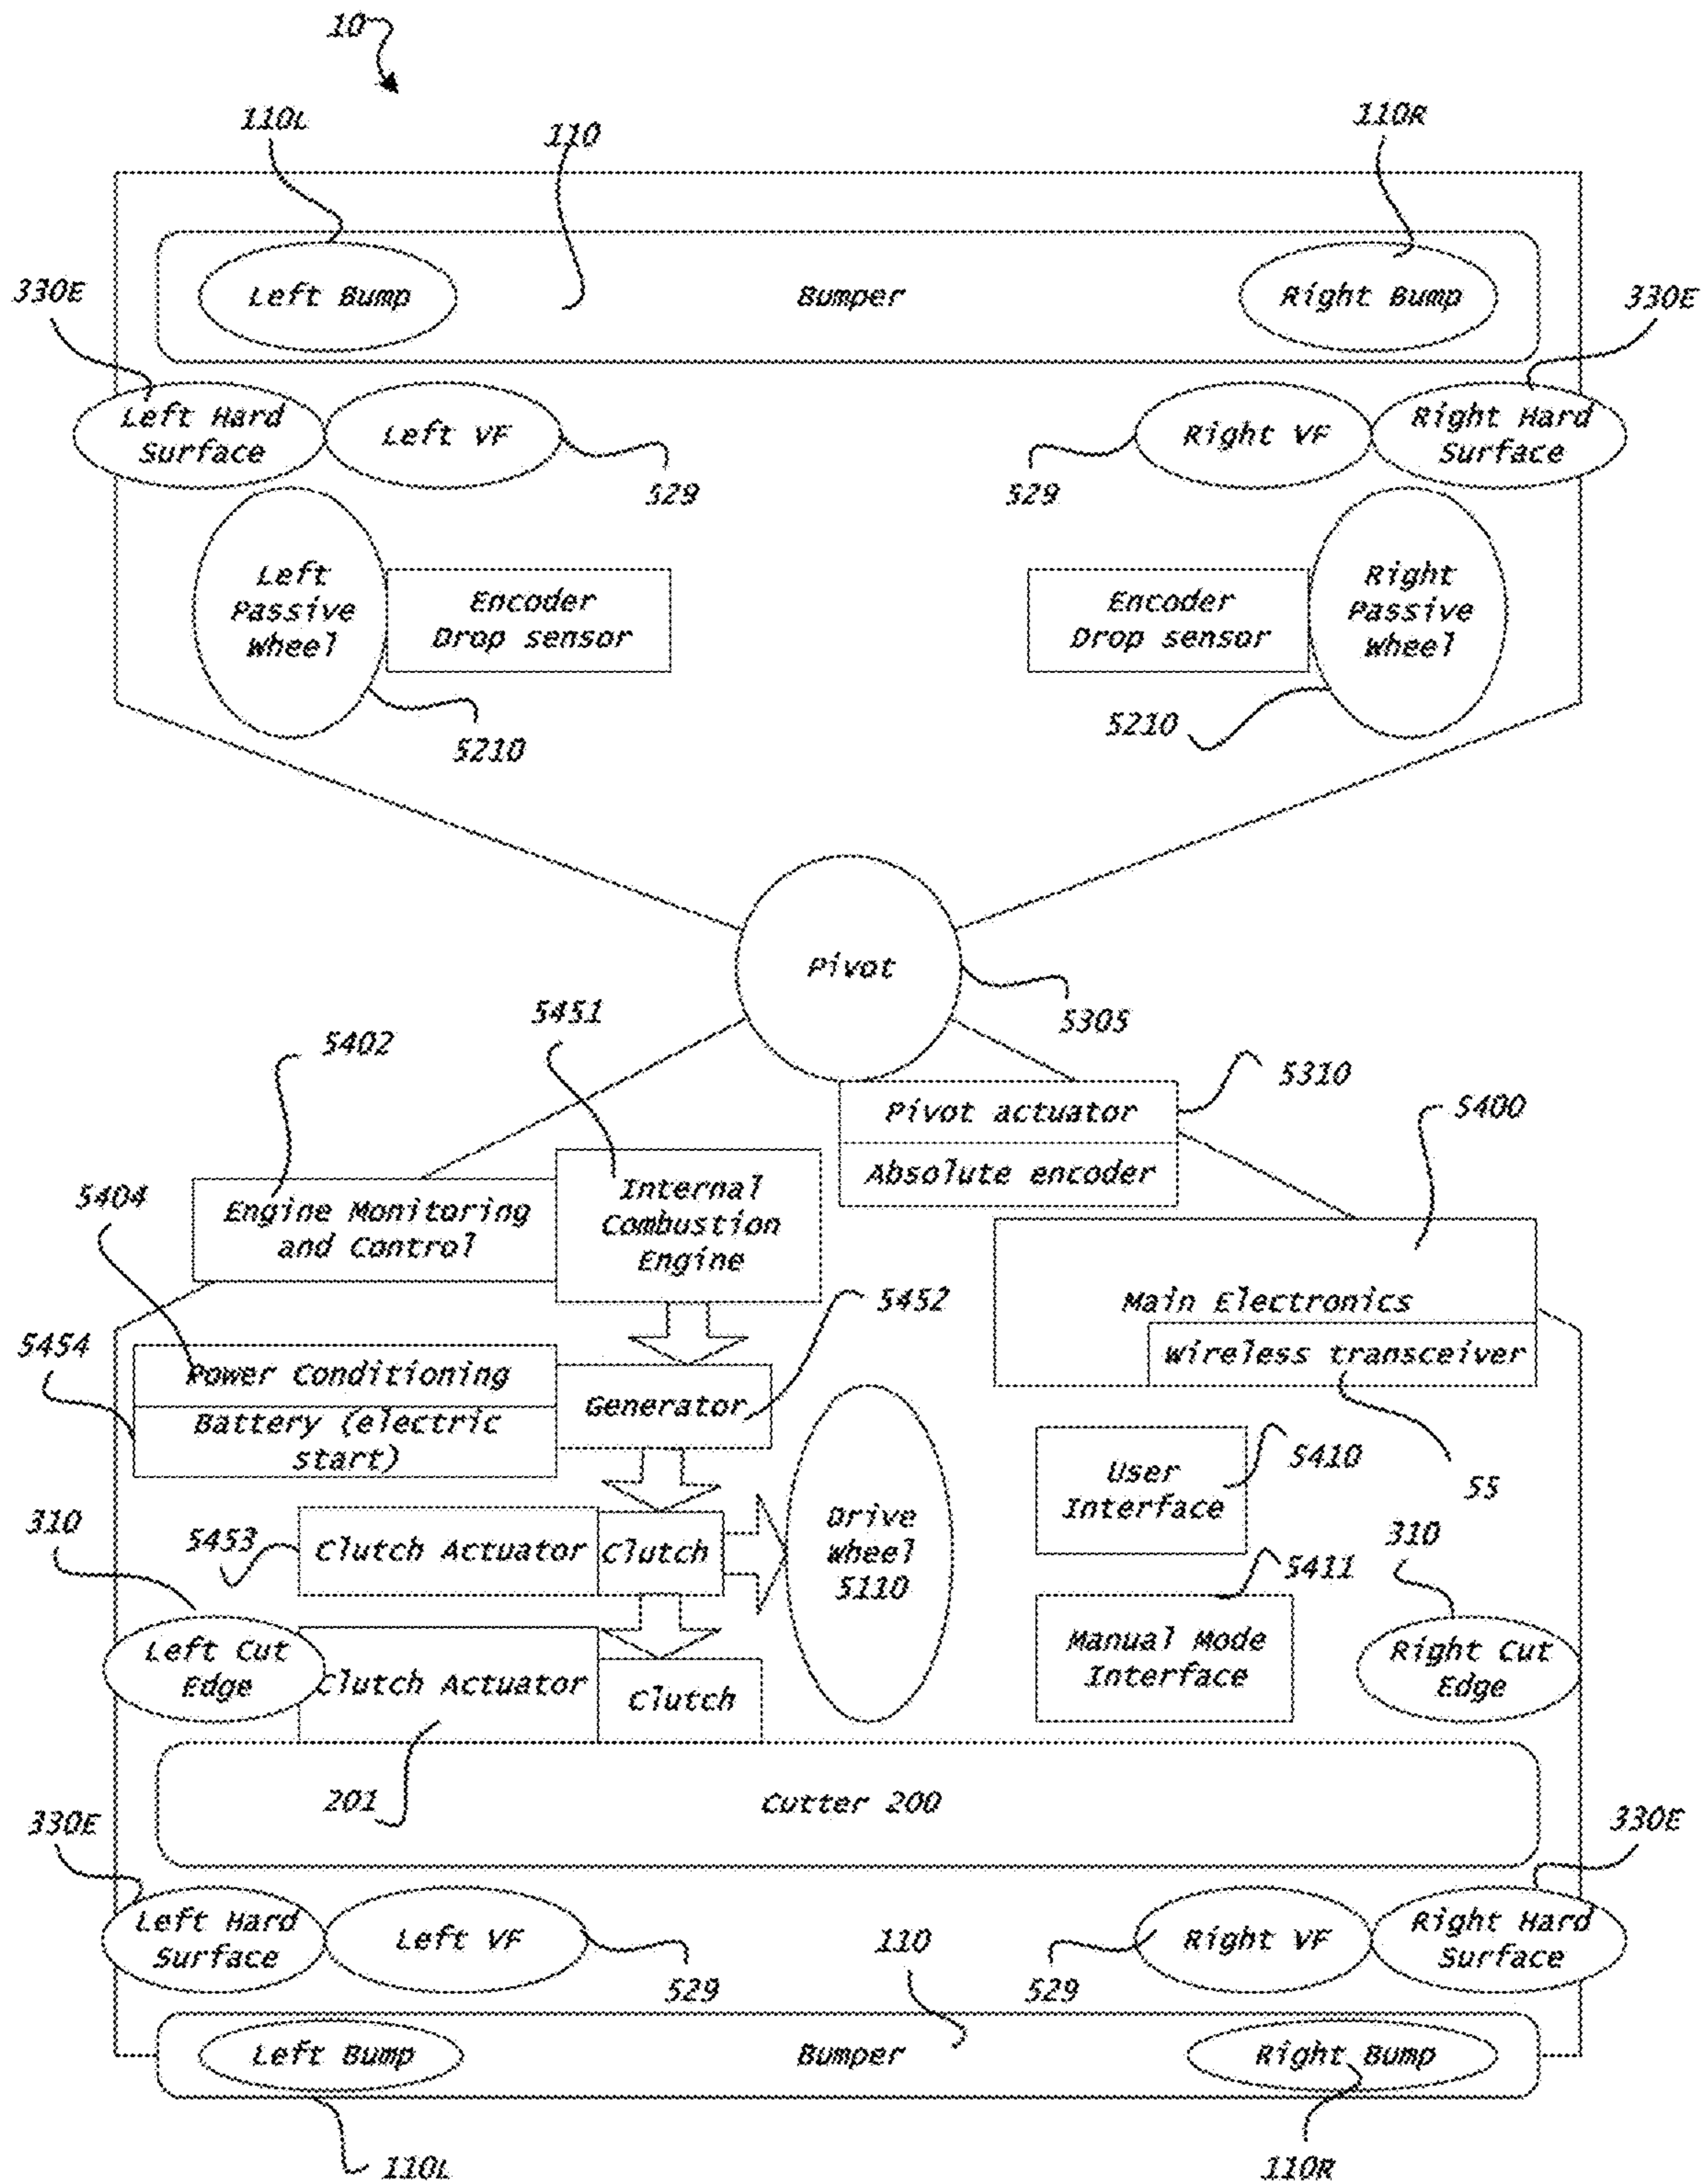 10
110L
110
110R
330E
Left Bump
Bumper
Right Bump
330E
Left Hard
Surface
Left VF
Right VF
Right Hard
Surface
529
529
Left
Passive
Wheel
Encoder
Drop sensor
Encoder
Drop sensor
Right
Passive
Wheel
5210
5210
Pivot
5305
5451
5402
5310
5400
Pivot actuator
Absolute encoder
5404
Engine Monitoring
and Control
Internal
Combustion
Engine
5452
Main Electronics
Wireless transceiver
5454
Power Conditioning
Battery (electric
start)
Generator
User
Interface
5410
55
310
5453
Clutch Actuator
Clutch
Drive
Wheel
5110
5411
310
Left Cut
Edge
Clutch Actuator
Clutch
Manual Mode
Interface
Right Cut
Edge
201
Cutter 200
330E
330E
Left Hard
Surface
Left VF
529
110
529
Right VF
Right Hard
Surface
Left Bump
Bumper
Right Bump
110L
110R